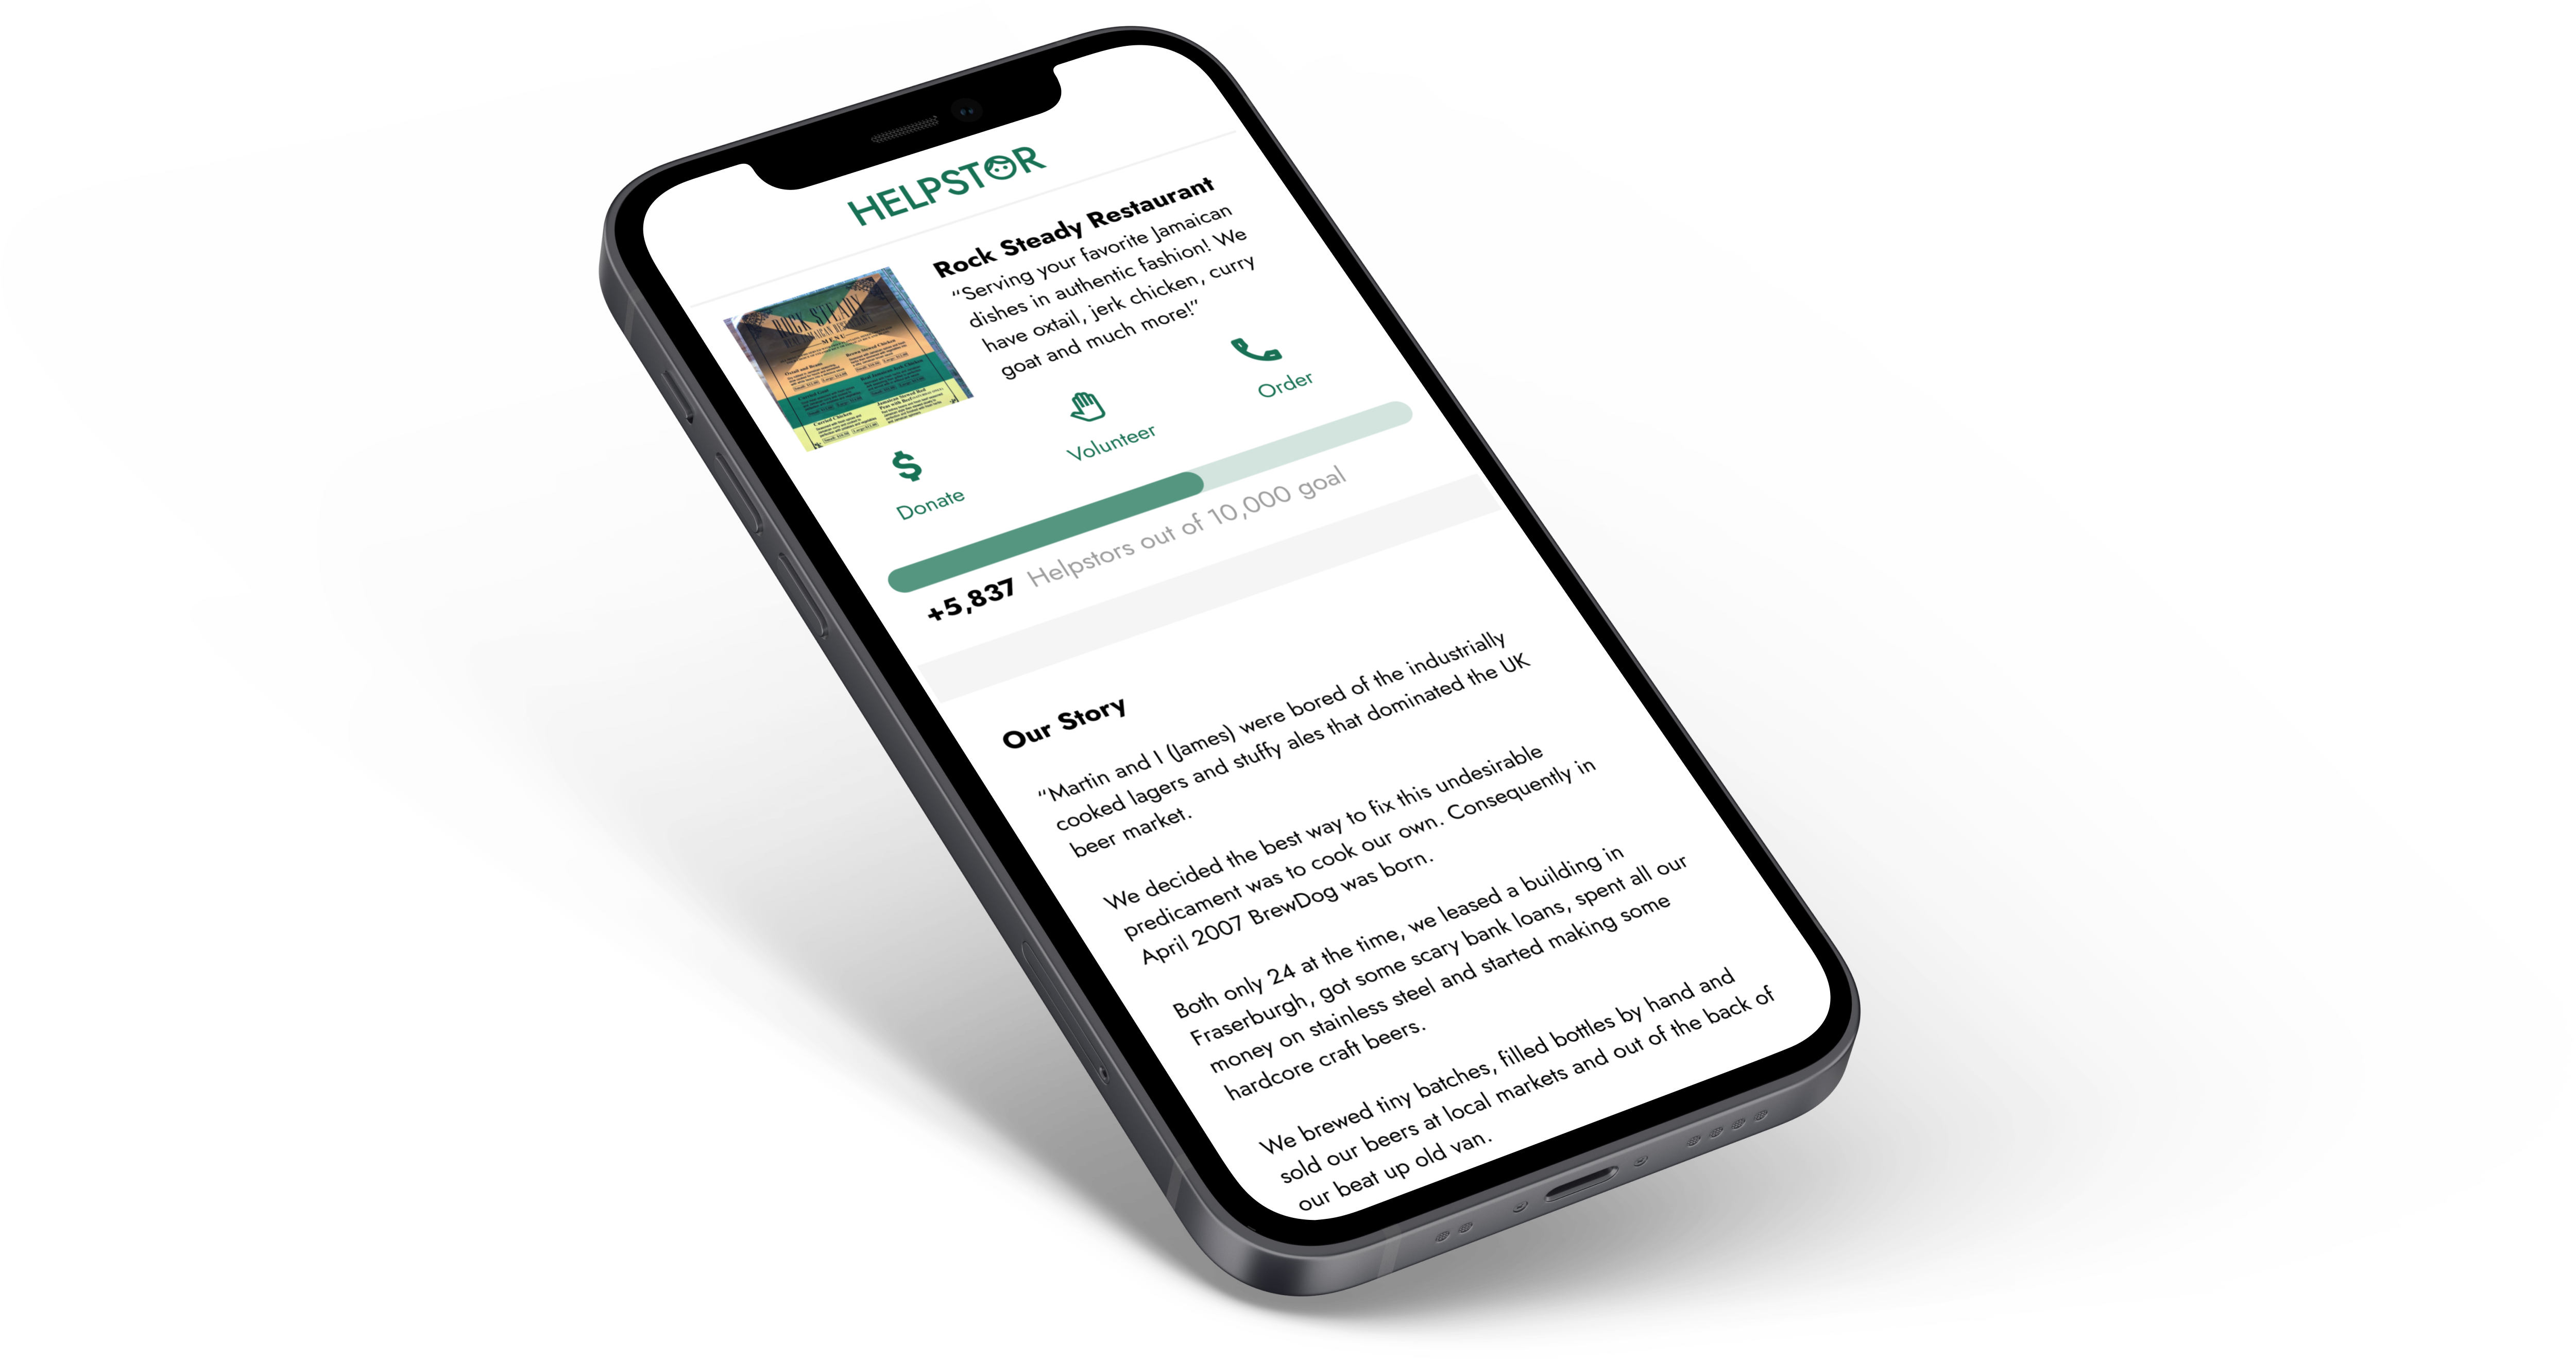 HELPSTOR
Rock Steady Restaurant
“Serving your favorite Jamaican
dishes in authentic fashion! We
have oxtail, jerk chicken, curry
goat and much more!”
ROCK STEADY
MENU
Donate
Volunteer
Order
+5,837 Helpstors out of 10,000 goal
Our Story
“Martin and I (James) were bored of the industrially
cooked lagers and stuffy ales that dominated the UK
beer market.
We decided the best way to fix this undesirable
predicament was to cook our own. Consequently in
April 2007 BrewDog was born.
Both only 24 at the time, we leased a building in
Fraserburgh, got some scary bank loans, spent all our
money on stainless steel and started making some
hardcore craft beers.
We brewed tiny batches, filled bottles by hand and
sold our beers at local markets and out of the back of
our beat up old van.